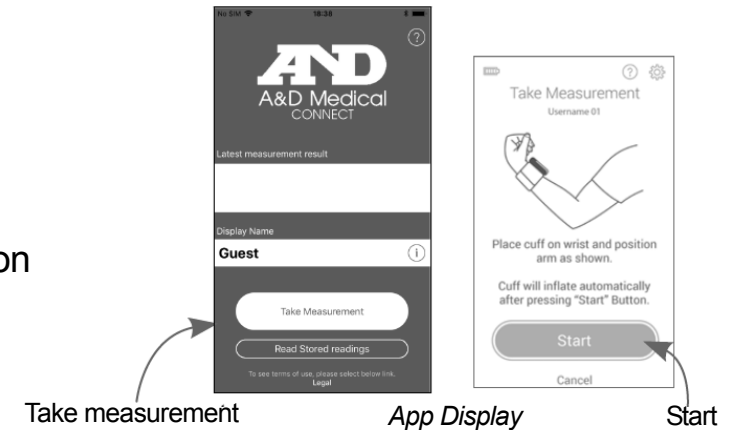 No SIM 18:38
AND
A&D Medical
CONNECT
Latest measurement result
Display Name
Guest
Take Measurement
Read Stored readings
To see terms of use, please select below link.
Legal
Take Measurement
Username 01
Place cuff on wrist and position
arm as shown.
Cuff will inflate automatically
after pressing “Start” Button.
Start
Cancel
on
Take measurement
App Display
Start